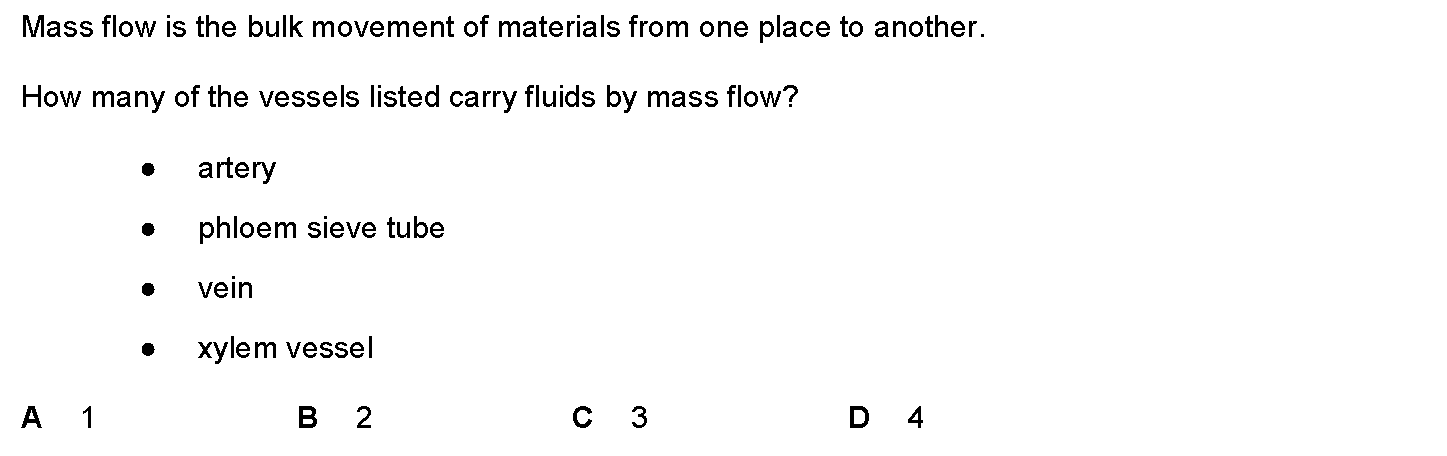 Mass flow is the bulk movement of materials from one place to another.
How many of the vessels listed carry fluids by mass flow?
● artery
● phloem sieve tube
● vein
● xylem vessel
A 1 B 2 C 3 D 4